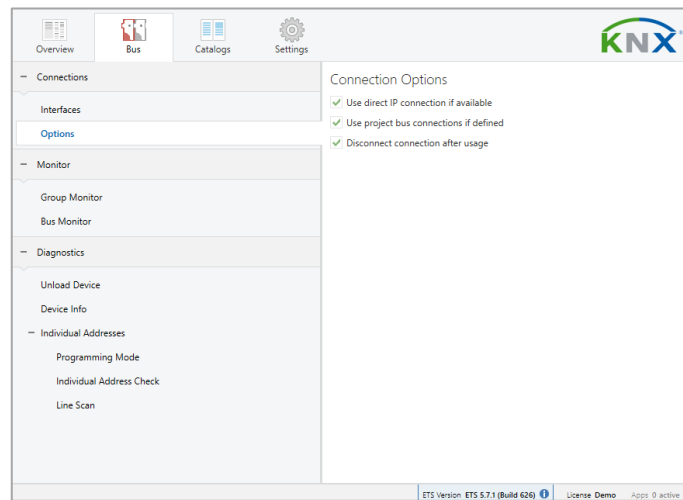 Overview
Bus
Catalogs
Settings
KNX
Connections
Interfaces
Options
Monitor
Group Monitor
Bus Monitor
Diagnostics
Unload Device
Device Info
Individual Addresses
Programming Mode
Individual Address Check
Line Scan
Connection Options
Use direct IP connection if available
Use project bus connections if defined
Disconnect connection after usage
ETS Version ETS 5.7.1 (Build 626) License Demo Apps 0 active